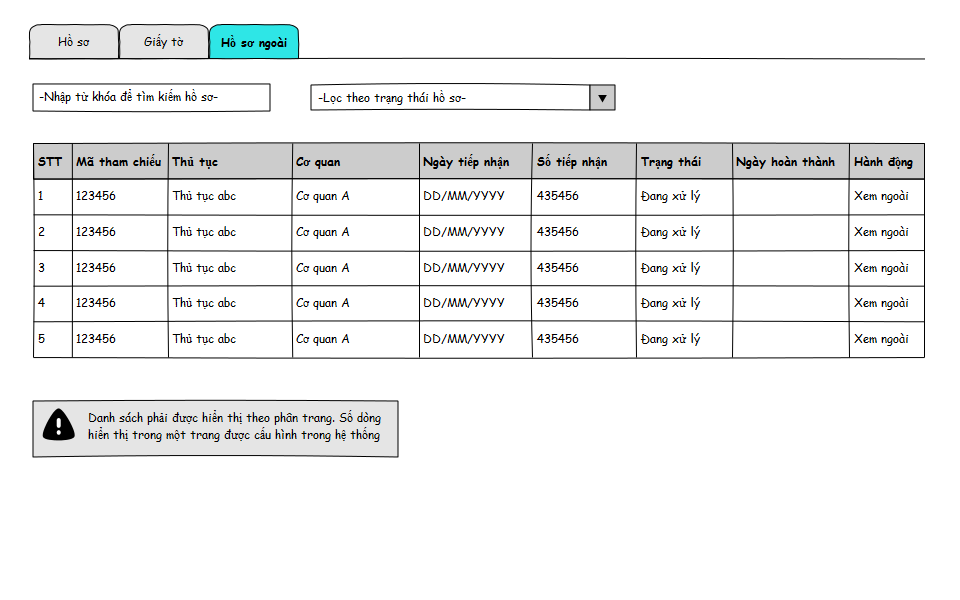 Hồ sơ Giấy tờ Hồ sơ ngoài
-Nhập từ khóa để tìm kiếm hồ sơ- -Lọc theo trạng thái hồ sơ-
STT Mã tham chiếu Thủ tục Cơ quan Ngày tiếp nhận Số tiếp nhận Trạng thái Ngày hoàn thành Hành động
1 123456 Thủ tục abc Cơ quan A DD/MM/YYYY 435456 Đang xử lý Xem ngoài
2 123456 Thủ tục abc Cơ quan A DD/MM/YYYY 435456 Đang xử lý Xem ngoài
3 123456 Thủ tục abc Cơ quan A DD/MM/YYYY 435456 Đang xử lý Xem ngoài
4 123456 Thủ tục abc Cơ quan A DD/MM/YYYY 435456 Đang xử lý Xem ngoài
5 123456 Thủ tục abc Cơ quan A DD/MM/YYYY 435456 Đang xử lý Xem ngoài
Danh sách phải được hiển thị theo phân trang. Số dòng
hiển thị trong một trang được cấu hình trong hệ thống